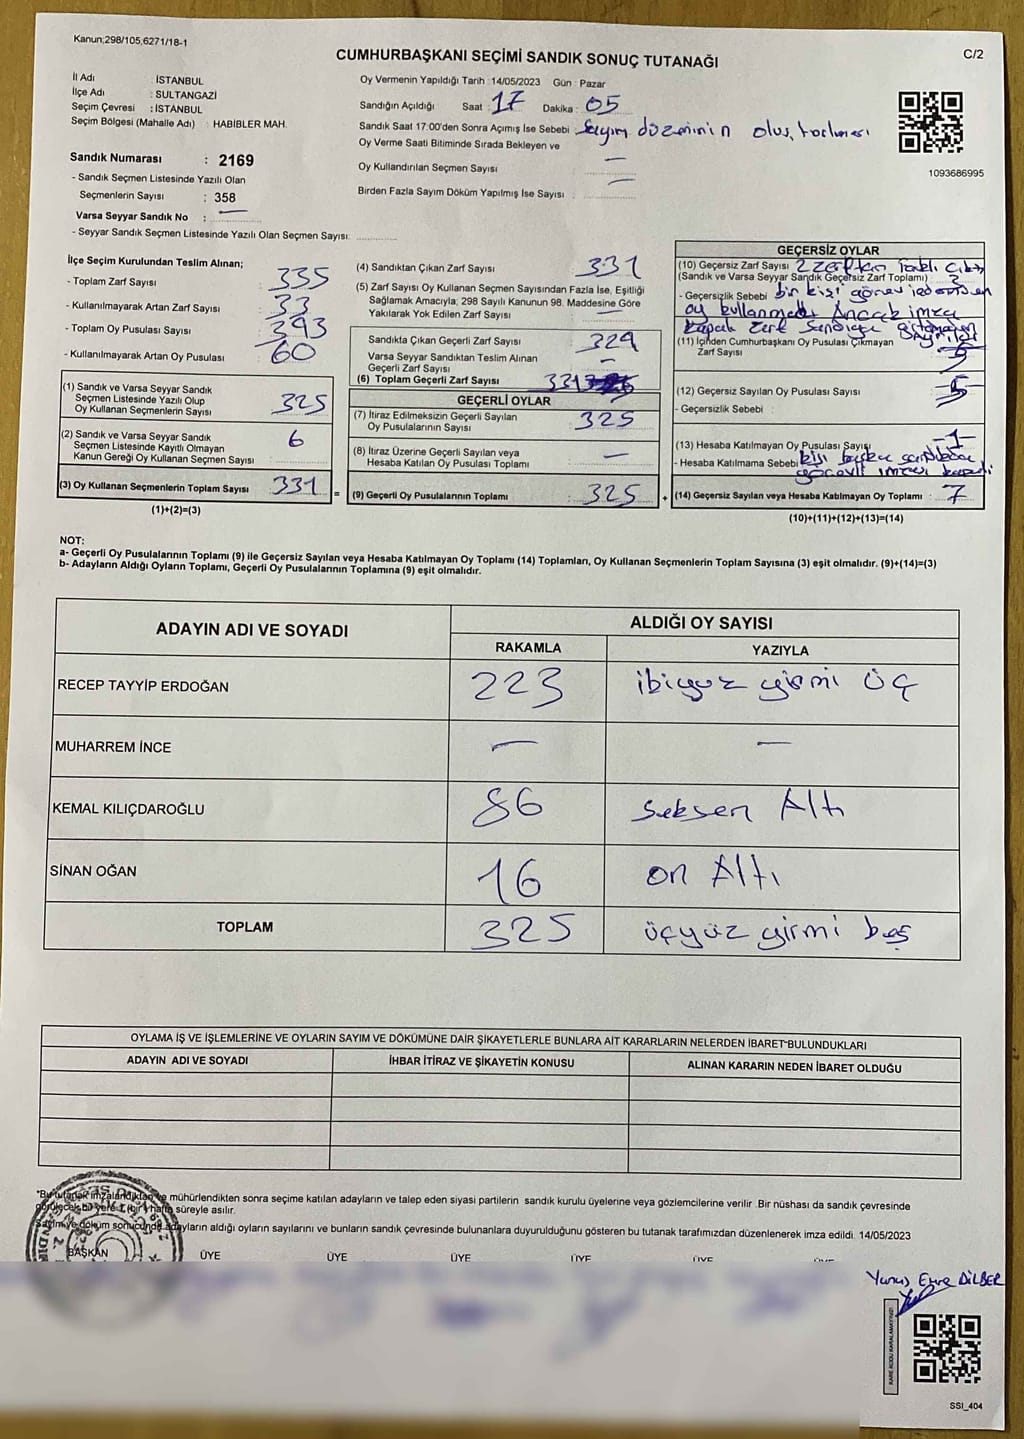 Kanun;298/105,6271/18-1
CUMHURBAŞKANI SEÇİMİ SANDIK SONUÇ TUTANAĞI
C/2
İl Adı : İSTANBUL
İlçe Adı : SULTANGAZİ
Seçim Çevresi : İSTANBUL
Seçim Bölgesi (Mahalle Adı) : HABİBLER MAH.
Sandık Numarası : 2169
- Sandık Seçmen Listesinde Yazılı Olan
Seçmenlerin Sayısı : 358
Varsa Seyyar Sandık No : —
- Seyyar Sandık Seçmen Listesinde Yazılı Olan Seçmen Sayısı:
Oy Vermenin Yapıldığı Tarih :14/05/2023 Gün : Pazar
Sandığın Açıldığı Saat : 17 Dakika : 05
Sandık Saat 17:00'den Sonra Açımış İse Sebebi : Sayım düzeninin oluşturulması
Oy Verme Saati Bitiminde Sırada Bekleyen ve
Oy Kullandırılan Seçmen Sayısı : —
Birden Fazla Sayım Döküm Yapılmış İse Sayısı : —
1093686995
İlçe Seçim Kurulundan Teslim Alınan;
- Toplam Zarf Sayısı : 335
- Kullanılmayarak Artan Zarf Sayısı : 33
- Toplam Oy Pusulası Sayısı : 393
- Kullanılmayarak Artan Oy Pusulası : 60
(1) Sandık ve Varsa Seyyar Sandık
Seçmen Listesinde Yazılı Olup
Oy Kullanan Seçmenlerin Sayısı 325
(2) Sandık ve Varsa Seyyar Sandık
Seçmen Listesinde Kayıtlı Olmayan
Kanun Gereği Oy Kullanan Seçmen Sayısı 6
(3) Oy Kullanan Seçmenlerin Toplam Sayısı 331 =
(1)+(2)=(3)
(4) Sandıktan Çıkan Zarf Sayısı 331
(5) Zarf Sayısı Oy Kullanan Seçmen Sayısından Fazla İse, Eşitliği
Sağlamak Amacıyla; 298 Sayılı Kanunun 98. Maddesine Göre
Yakılarak Yok Edilen Zarf Sayısı —
Sandıkta Çıkan Geçerli Zarf Sayısı 329
Varsa Seyyar Sandıktan Teslim Alınan
Geçerli Zarf Sayısı —
(6) Toplam Geçerli Zarf Sayısı 331
GEÇERLİ OYLAR
(7) İtiraz Edilmeksizin Geçerli Sayılan
Oy Pusulalarının Sayısı 325
(8) İtiraz Üzerine Geçerli Sayılan veya
Hesaba Katılan Oy Pusulası Toplamı —
(9) Geçerli Oy Pusulalarının Toplamı : 325 +
GEÇERSİZ OYLAR
(10) Geçersiz Zarf Sayısı 2 zarftan farklı çıktı
(Sandık ve Varsa Seyyar Sandık Geçersiz Zarf Toplamı)
- Geçersizlik Sebebi bir kişi görev
oy kullanmadı Ancak imza
(11) İçinden Cumhurbaşkanı Oy Pusulası Çıkmayan
Zarf Sayısı
(12) Geçersiz Sayılan Oy Pusulası Sayısı 5
- Geçersizlik Sebebi :
(13) Hesaba Katılmayan Oy Pusulası Sayısı -1-
- Hesaba Katılmama Sebebi kişi başka sandıkda
görevli imza
(14) Geçersiz Sayılan veya Hesaba Katılmayan Oy Toplamı : 7
(10)+(11)+(12)+(13)=(14)
NOT:
a- Geçerli Oy Pusulalarının Toplamı (9) ile Geçersiz Sayılan veya Hesaba Katılmayan Oy Toplamı (14) Toplamları, Oy Kullanan Seçmenlerin Toplam Sayısına (3) eşit olmalıdır. (9)+(14)=(3)
b- Adayların Aldığı Oyların Toplamı, Geçerli Oy Pusulalarının Toplamına (9) eşit olmalıdır.
ADAYIN ADI VE SOYADI
ALDIĞI OY SAYISI
RAKAMLA YAZIYLA
RECEP TAYYİP ERDOĞAN 223 ikiyüz yirmi üç
MUHARREM İNCE — —
KEMAL KILIÇDAROĞLU 86 seksen Altı
SİNAN OĞAN 16 on Altı
TOPLAM 325 üçyüz yirmi beş
OYLAMA İŞ VE İŞLEMLERİNE VE OYLARIN SAYIM VE DÖKÜMÜNE DAİR ŞİKAYETLERLE BUNLARA AİT KARARLARIN NELERDEN İBARET BULUNDUKLARI
ADAYIN ADI VE SOYADI İHBAR İTİRAZ VE ŞİKAYETİN KONUSU ALINAN KARARIN NEDEN İBARET OLDUĞU
"Bu tutanak imzalandıktan ve mühürlendikten sonra seçime katılan adayların ve talep eden siyasi partilerin sandık kurulu üyelerine veya gözlemcilerine verilir. Bir nüshası da sandık çevresinde
görülecek bir yere 1 (bir) hafta süreyle asılır.
Sayım ve döküm sonucunda adayların aldığı oyların sayılarını ve bunların sandık çevresinde bulunanlara duyurulduğunu gösteren bu tutanak tarafımızdan düzenlenerek imza edildi. 14/05/2023
BAŞKAN ÜYE ÜYE ÜYE ÜYE ÜYE ÜYE
Yunus Emre DİLBER
KARE KODU KARALAMAYINIZ!
SSI_404